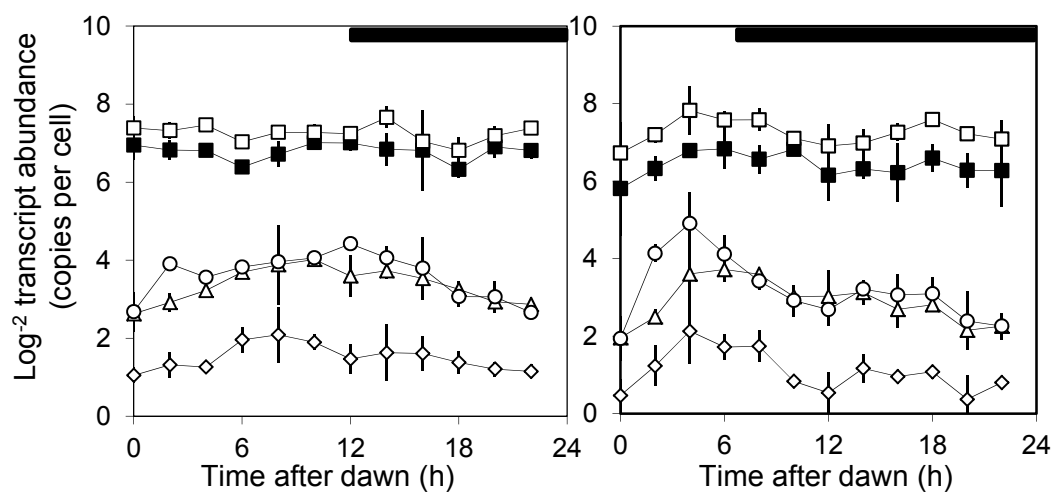 Log⁻² transcript abundance
(copies per cell)
10
8
6
4
2
0
0 6 12 18 24
Time after dawn (h)
10
8
6
4
2
0
0 6 12 18 24
Time after dawn (h)